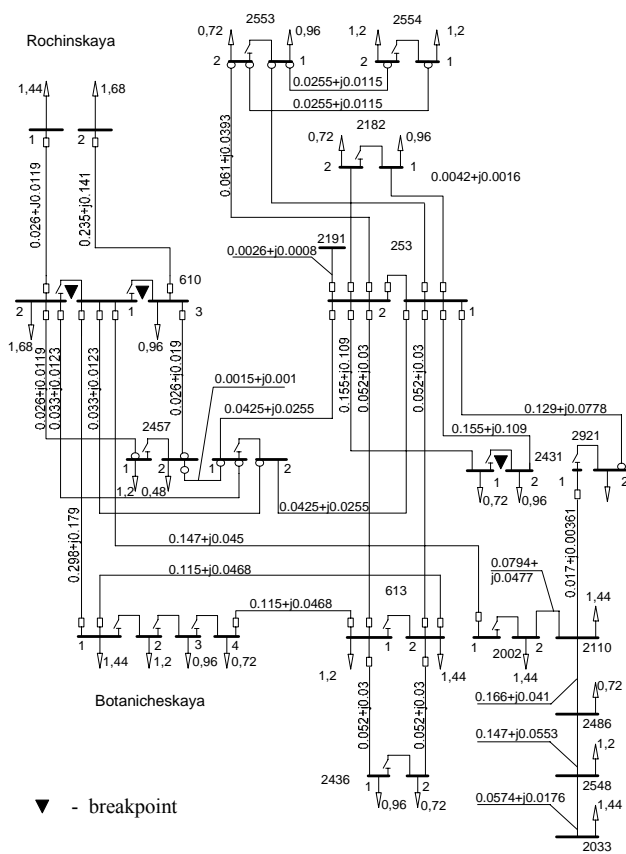 2553
2554
0,72
0,96
1,2
1,2
Rochinskaya
2
1
2
1
0.0255+j0.0115
0.0255+j0.0115
1,44
1,68
0.061+j0.0393
2182
0,72
0,96
1
2
2
1
0.0042+j0.0016
0.026+J0.0119
0.235+j0.141
2191
253
0.0026+j0.0008
610
2
1
3
2
1
1,68
0,96
0.026+j0.0119
0.033+j0.0123
0.033+j0.0123
0.026+j0.019
0.0015+j0.001
0.155+j0.109
0.052+j0.03
0.052+j0.03
0.129+j0.0778
0.0425+j0.0255
0.155+j0.109
2457
2431
2921
1
2
1
2
1
2
1
2
1,2
0,48
0,72
0,96
0.0425+j0.0255
0.298+j0.179
0.147+j0.045
0.017+j0.00361
0.0794+
j0.0477
0.115+j0.0468
613
1,44
0.115+j0.0468
1
2
3
4
1
2
1
2
2002
2110
1,44
1,2
0,96
0,72
1,2
1,44
1,44
Botanicheskaya
0.052+j0.03
0.052+j0.03
0.166+j0.041
0,72
2486
0.147+j0.0553
1,2
2436
1
2
2548
0,96
0,72
0.0574+j0.0176
1,44
2033
- breakpoint